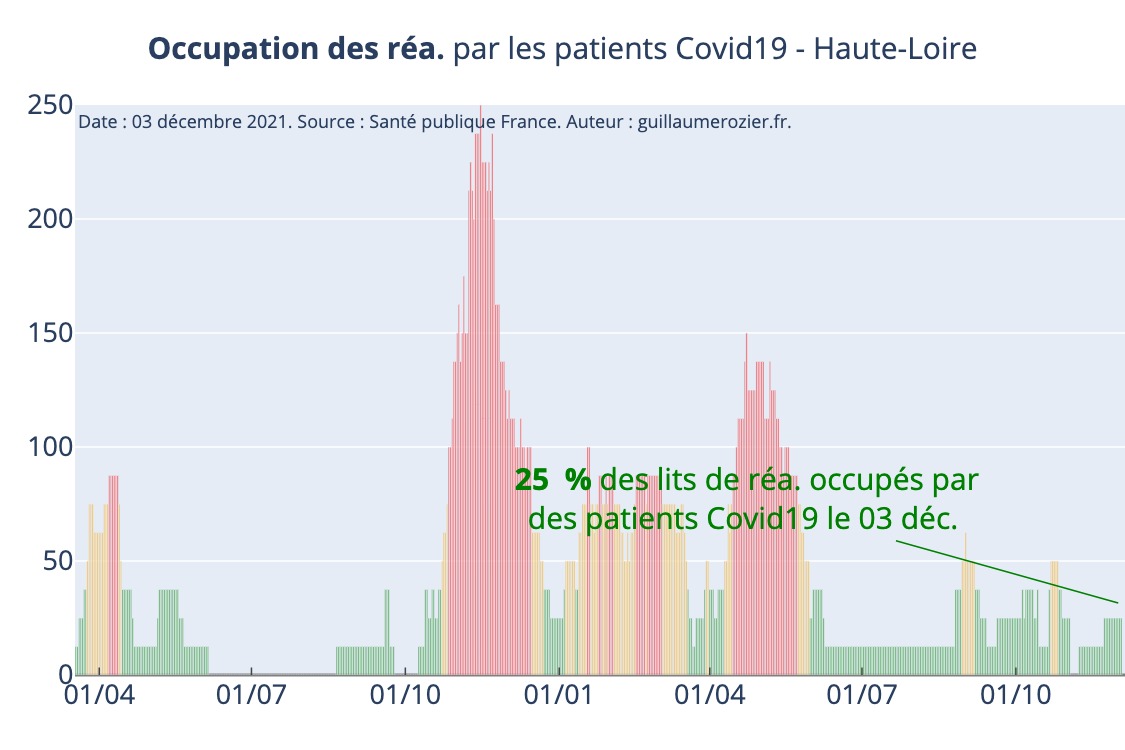 Occupation des réa. par les patients Covid19 - Haute-Loire
250
Date : 03 décembre 2021. Source : Santé publique France. Auteur : guillaumerozier.fr.
200
150
100
25 % des lits de réa. occupés par
des patients Covid19 le 03 déc.
50
0
01/04 01/07 01/10 01/01 01/04 01/07 01/10